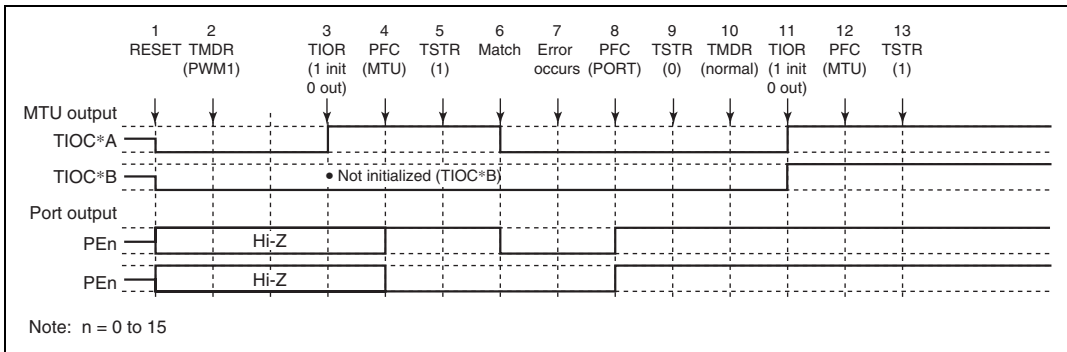 1 2 3 4 5 6 7 8 9 10 11 12 13
RESET TMDR TIOR PFC TSTR Match Error PFC TSTR TMDR TIOR PFC TSTR
(PWM1) (1 init (MTU) (1) occurs (PORT) (0) (normal) (1 init (MTU) (1)
0 out) 0 out)
MTU output
TIOC*A
TIOC*B
• Not initialized (TIOC*B)
Port output
PEn Hi-Z
PEn Hi-Z
Note: n = 0 to 15